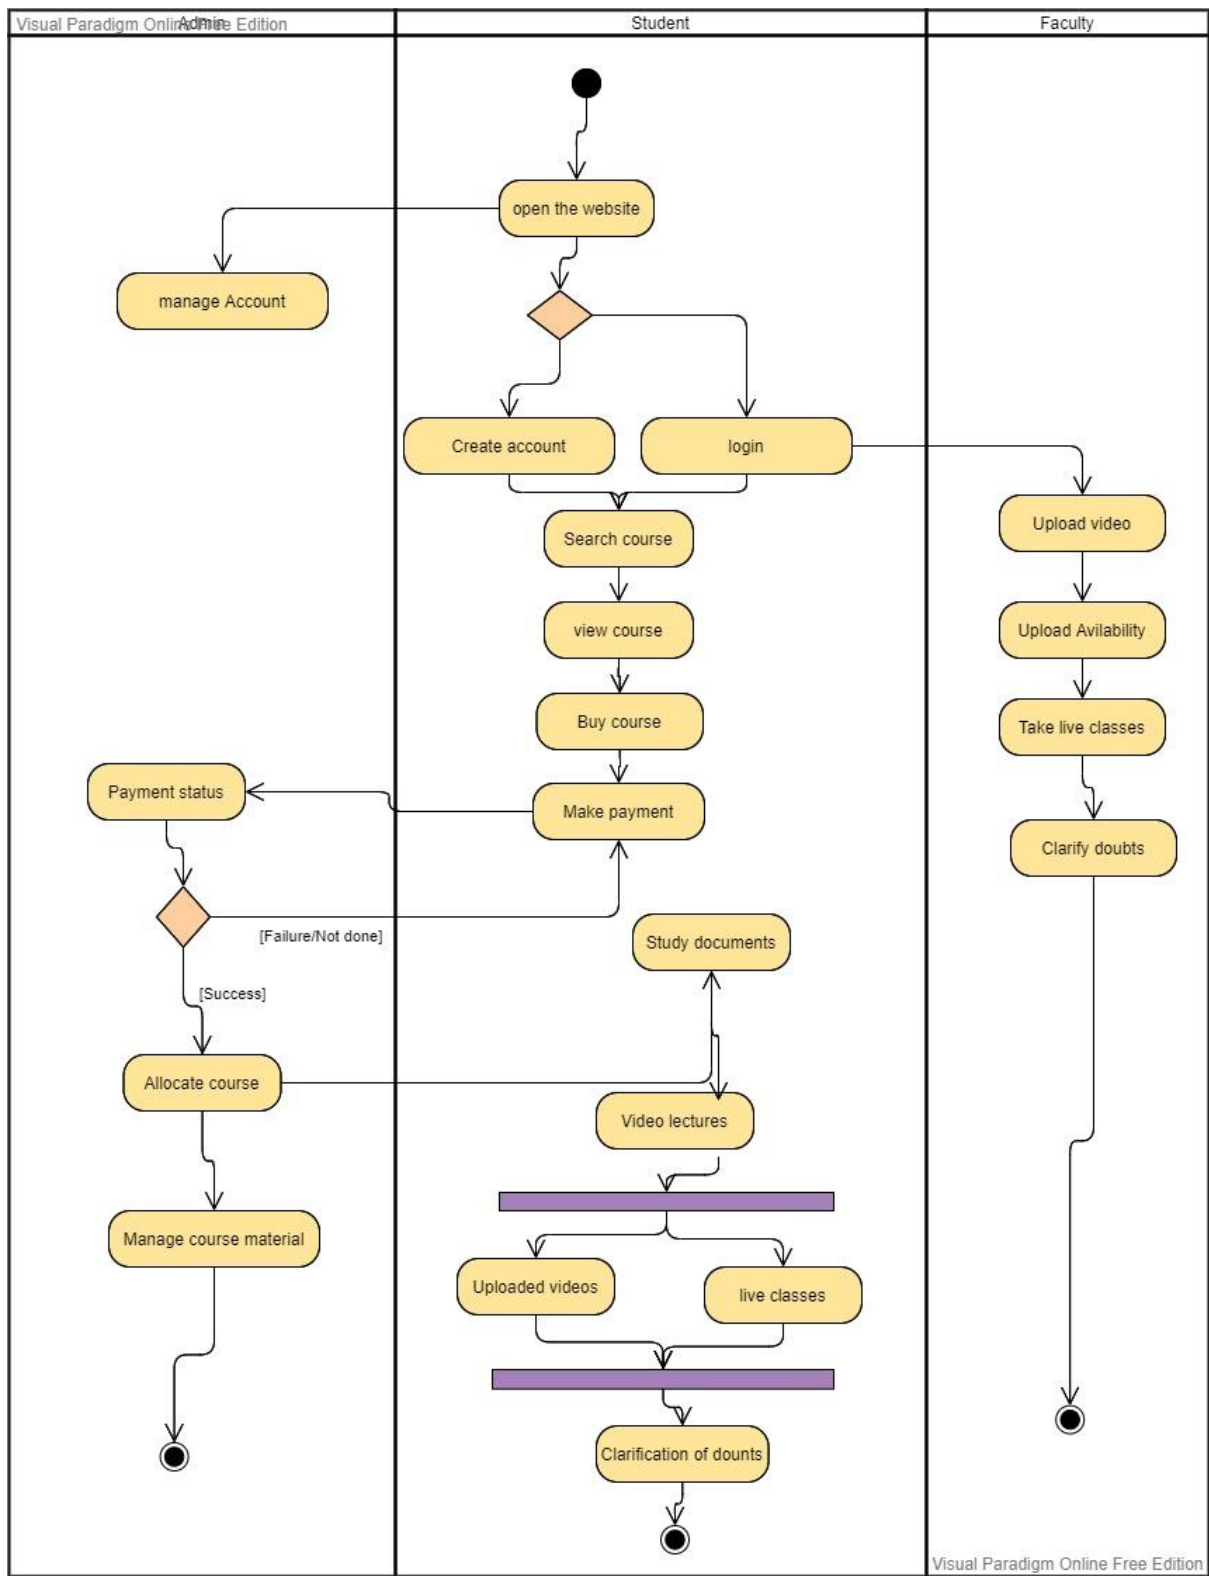 Visual Paradigm Online Free Edition
Admin
Student
Faculty
open the website
manage Account
Create account
login
Search course
Upload video
view course
Upload Avilability
Buy course
Take live classes
Payment status
Make payment
Clarify doubts
[Failure/Not done]
Study documents
[Success]
Allocate course
Video lectures
Manage course material
Uploaded videos
live classes
Clarification of dounts
Visual Paradigm Online Free Edition